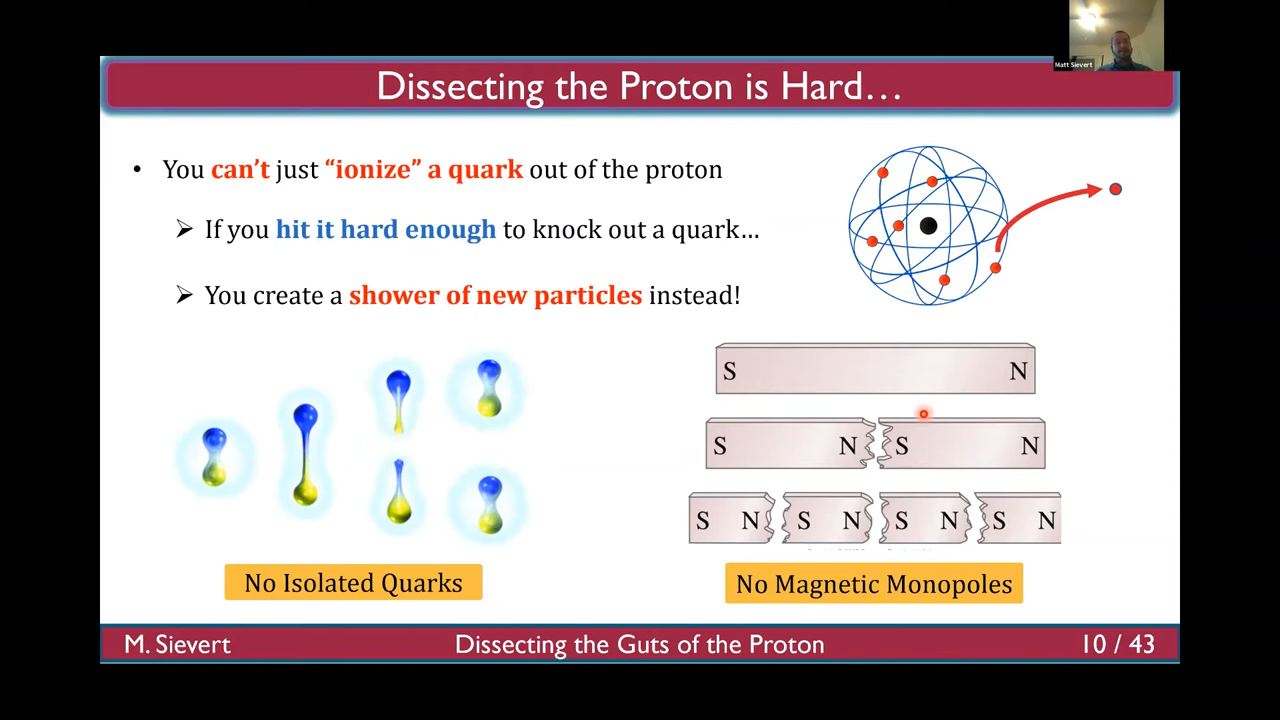 Matt Sievert
Dissecting the Proton is Hard…
• You can't just “ionize” a quark out of the proton
➢ If you hit it hard enough to knock out a quark…
➢ You create a shower of new particles instead!
S N
S N S N
S N S N S N S N
No Isolated Quarks
No Magnetic Monopoles
M. Sievert Dissecting the Guts of the Proton 10 / 43